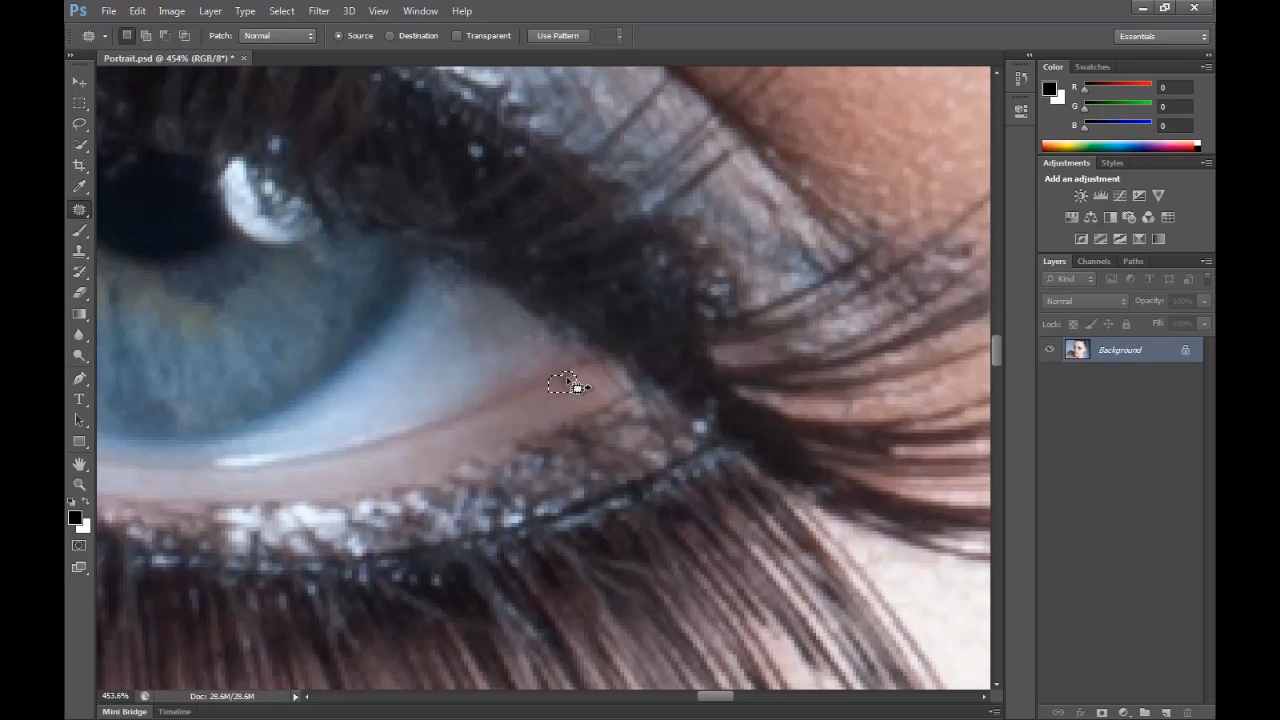 Ps File Edit Image Layer Type Select Filter 3D View Window Help
Patch: Normal Source Destination Transparent Use Pattern Essentials
Portrait.psd @ 454% (RGB/8*) * ×
Color Swatches
R 0
G 0
B 0
Adjustments Styles
Add an adjustment
Layers Channels Paths
Kind
Normal Opacity: 100%
Lock: Fill: 100%
Background
453.6% Doc: 28.6M/28.6M
Mini Bridge Timeline